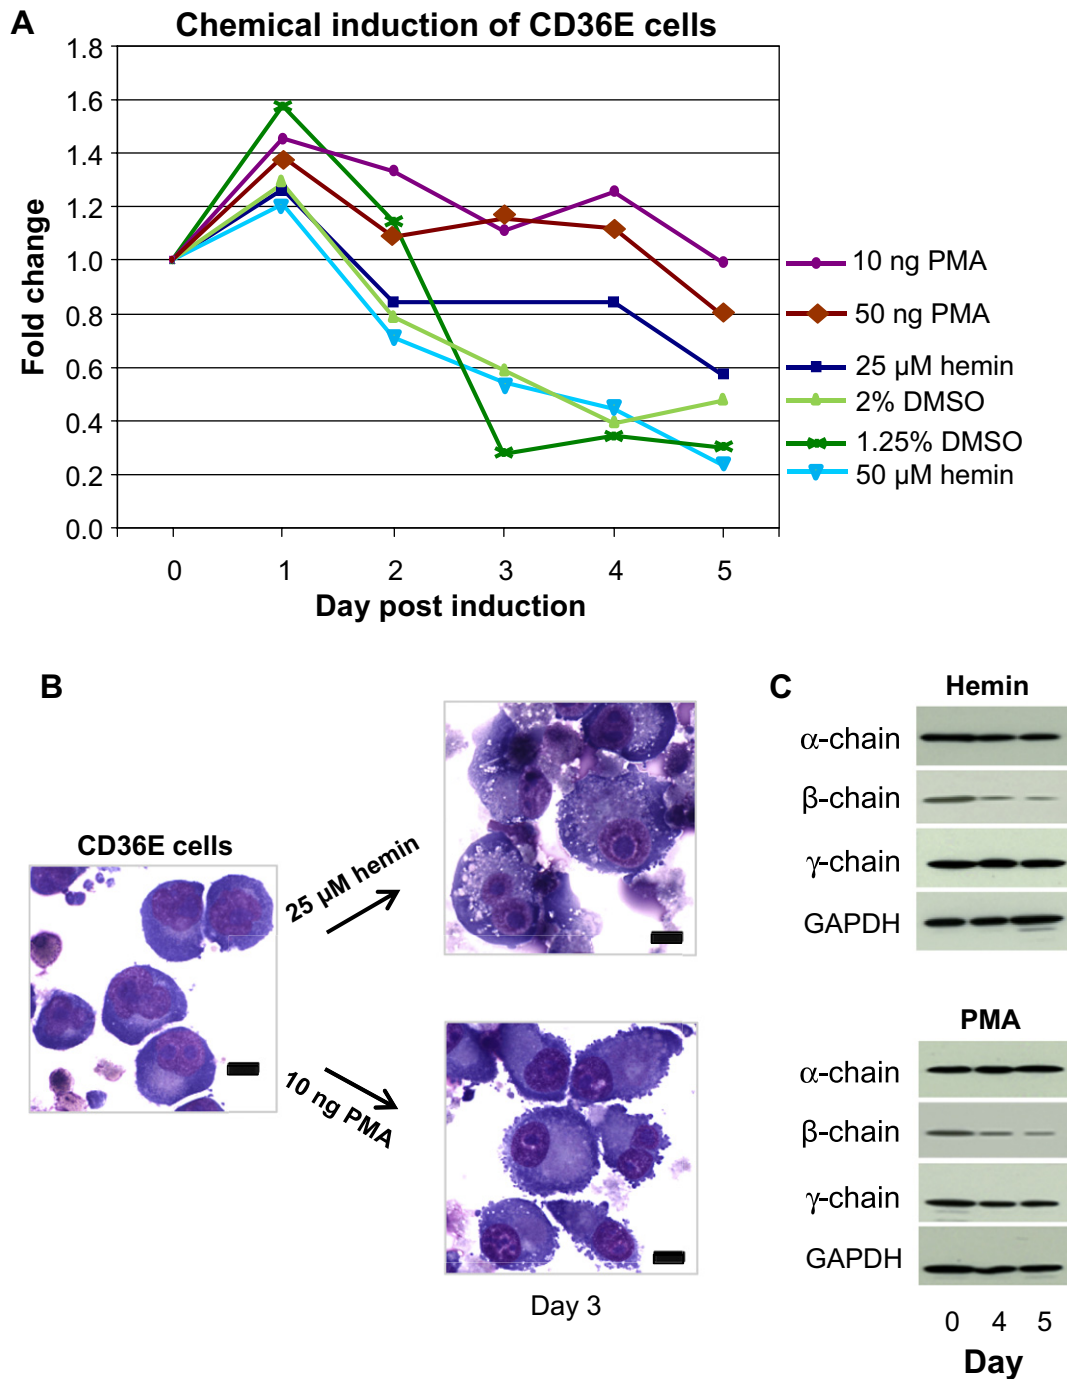 A
Chemical induction of CD36E cells
1.8
1.6
1.4
1.2
1.0
0.8
0.6
0.4
0.2
0.0
Fold change
0 1 2 3 4 5
Day post induction
10 ng PMA
50 ng PMA
25 µM hemin
2% DMSO
1.25% DMSO
50 µM hemin
B
CD36E cells
25 µM hemin
10 ng PMA
Day 3
C
Hemin
α-chain
β-chain
γ-chain
GAPDH
PMA
α-chain
β-chain
γ-chain
GAPDH
0 4 5
Day